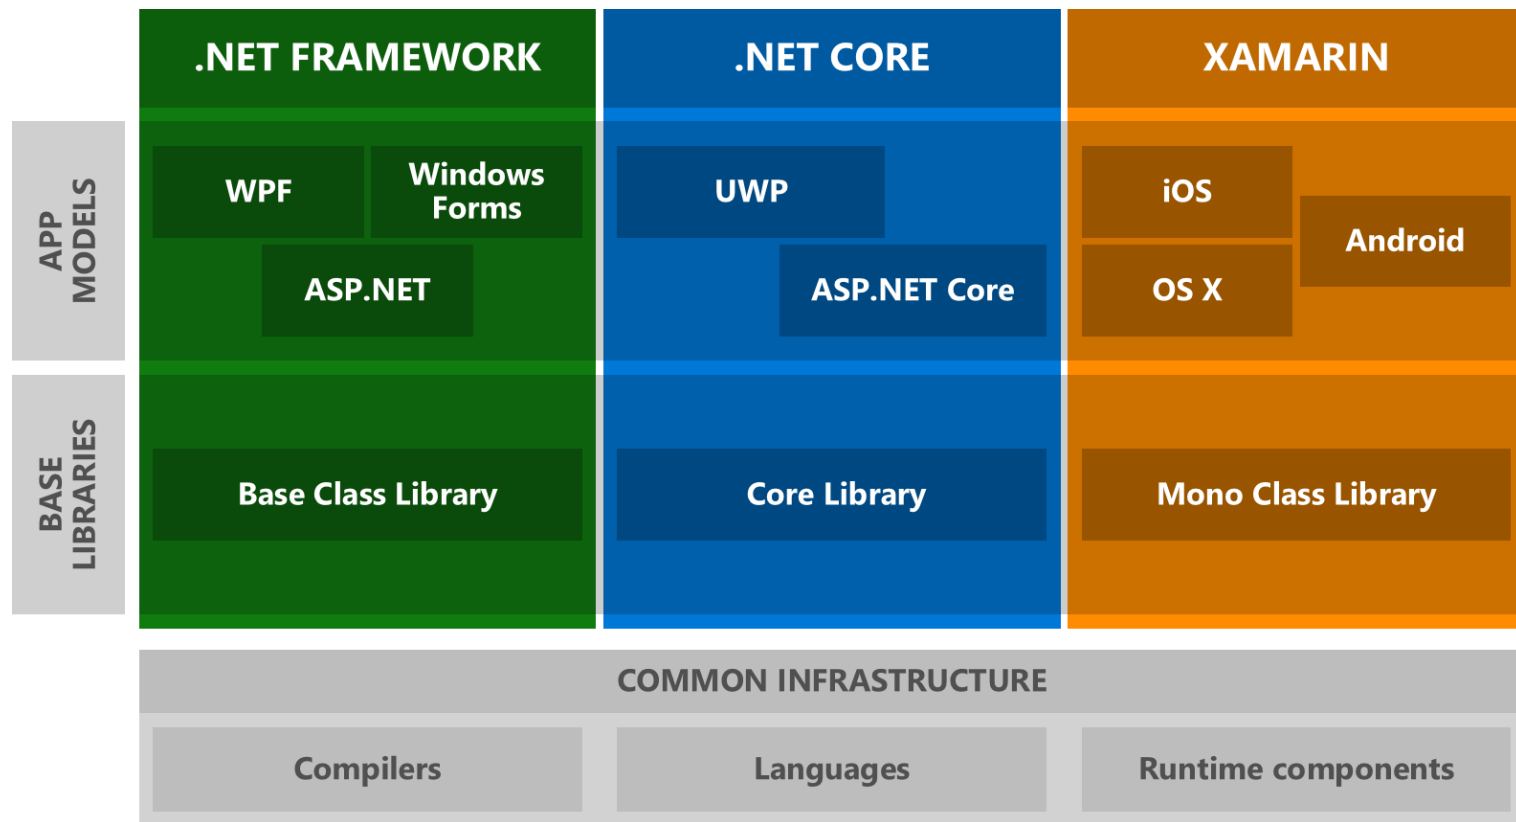 .NET FRAMEWORK
.NET CORE
XAMARIN
APP
MODELS
WPF
Windows
Forms
ASP.NET
UWP
ASP.NET Core
iOS
Android
OS X
BASE
LIBRARIES
Base Class Library
Core Library
Mono Class Library
COMMON INFRASTRUCTURE
Compilers
Languages
Runtime components